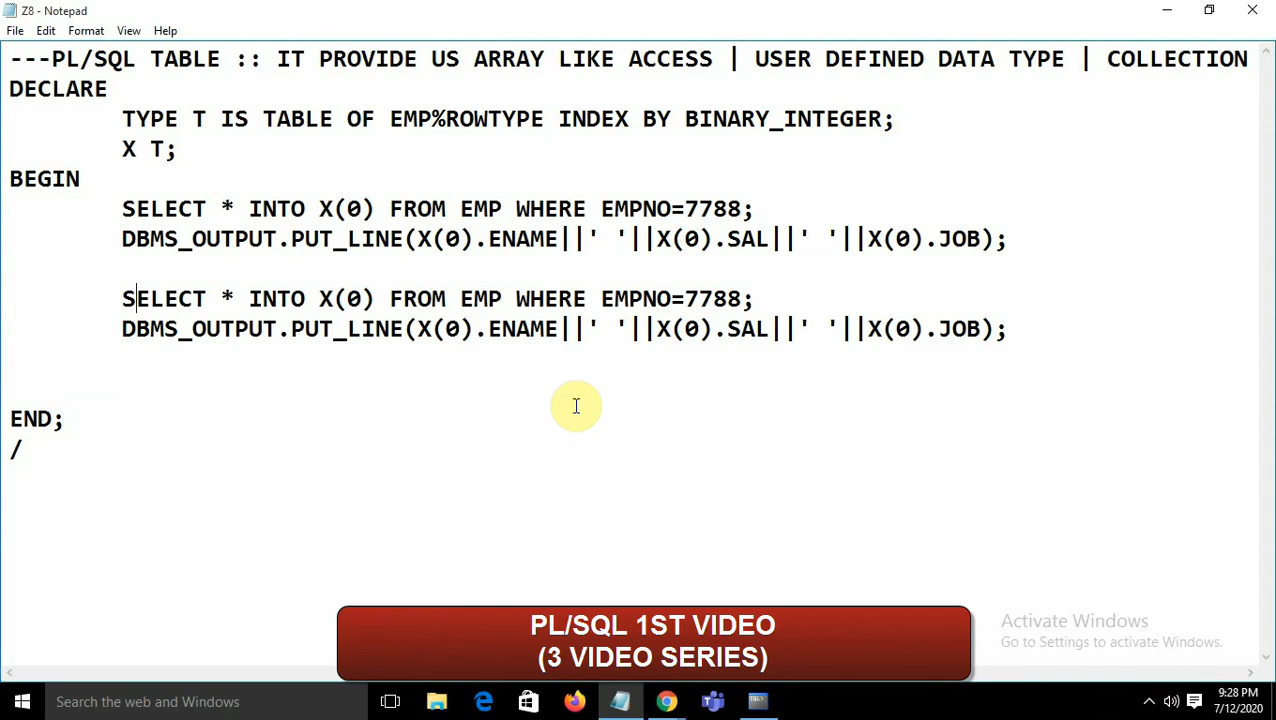 Z8 - Notepad
File Edit Format View Help
---PL/SQL TABLE :: IT PROVIDE US ARRAY LIKE ACCESS | USER DEFINED DATA TYPE | COLLECTION
DECLARE
TYPE T IS TABLE OF EMP%ROWTYPE INDEX BY BINARY_INTEGER;
X T;
BEGIN
SELECT * INTO X(0) FROM EMP WHERE EMPNO=7788;
DBMS_OUTPUT.PUT_LINE(X(0).ENAME||' '||X(0).SAL||' '||X(0).JOB);
SELECT * INTO X(0) FROM EMP WHERE EMPNO=7788;
DBMS_OUTPUT.PUT_LINE(X(0).ENAME||' '||X(0).SAL||' '||X(0).JOB);
END;
/
PL/SQL 1ST VIDEO
(3 VIDEO SERIES)
Activate Windows
Go to Settings to activate Windows.
Search the web and Windows
9:28 PM
7/12/2020